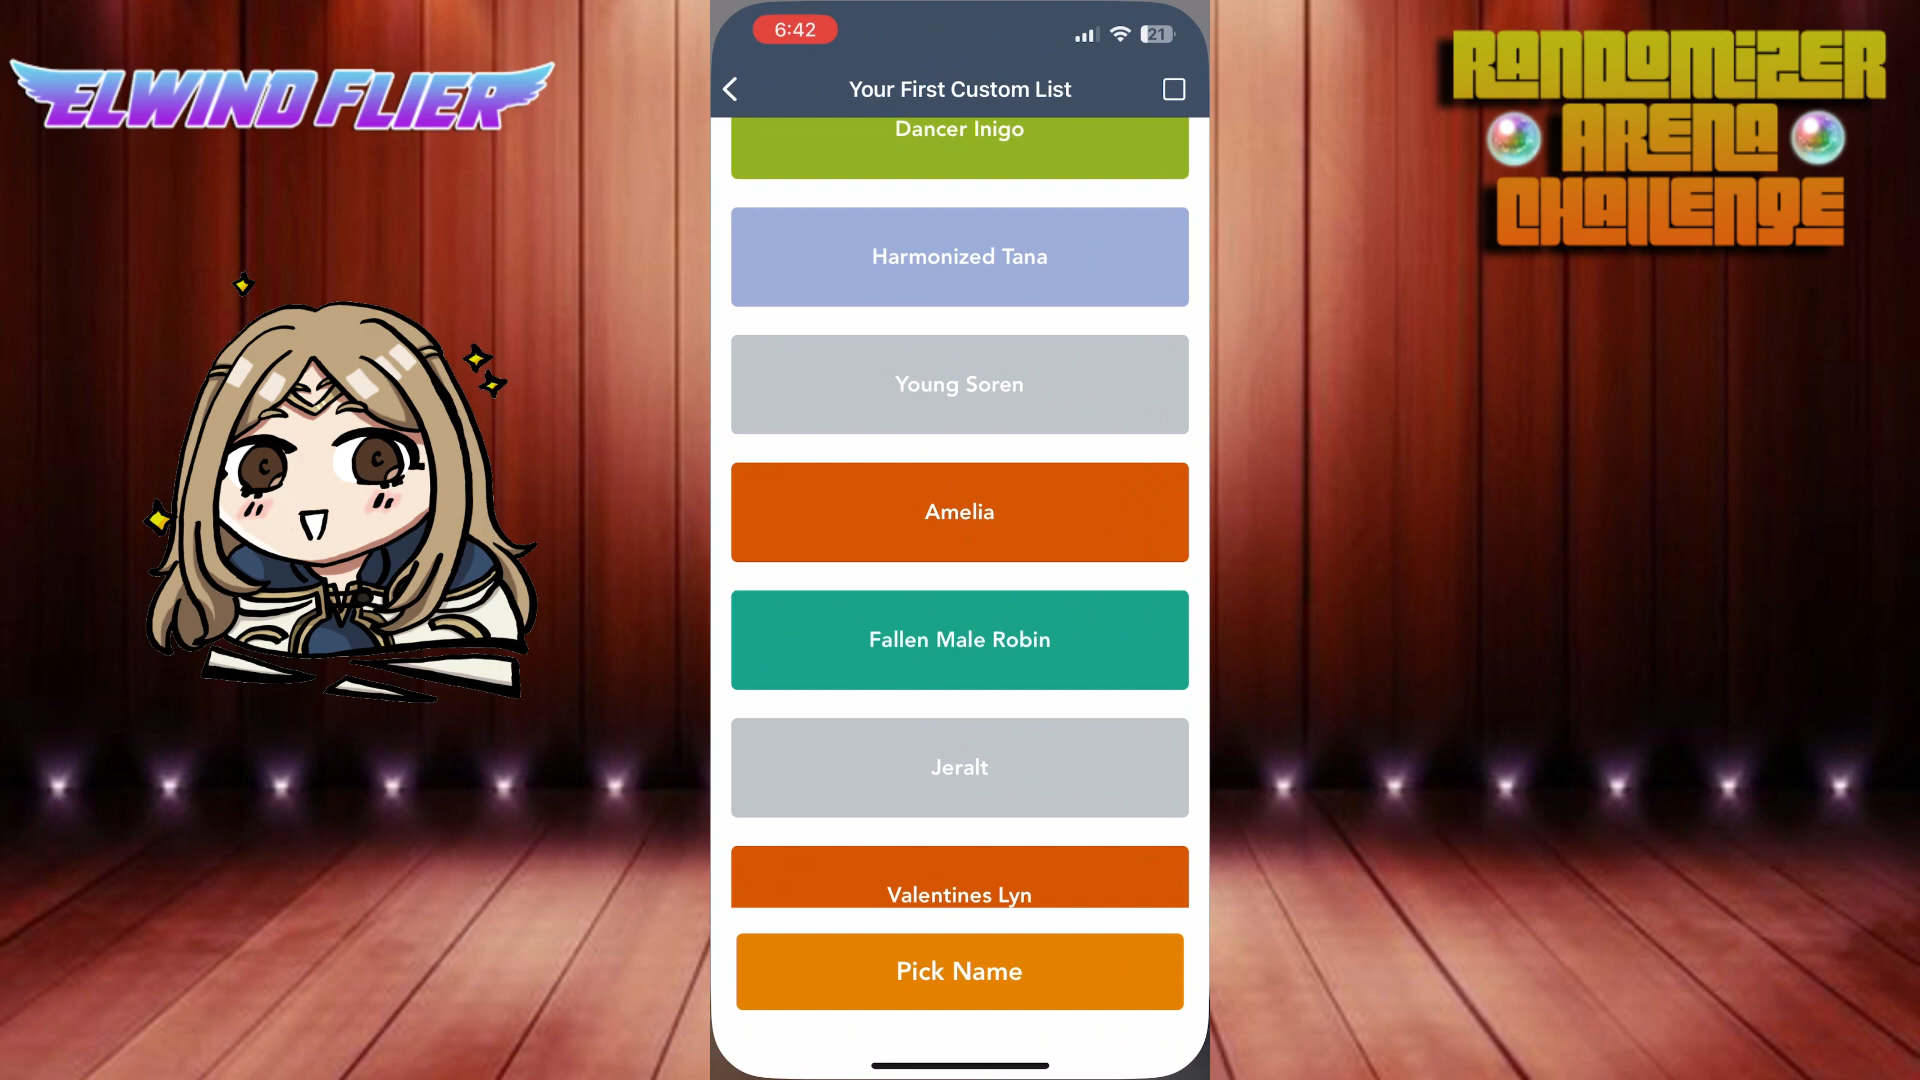 ELWIND FLIER
RANDOMIZER
ARENA
CHALLENGE
6:42
21
Your First Custom List
Dancer Inigo
Harmonized Tana
Young Soren
Amelia
Fallen Male Robin
Jeralt
Valentines Lyn
Pick Name